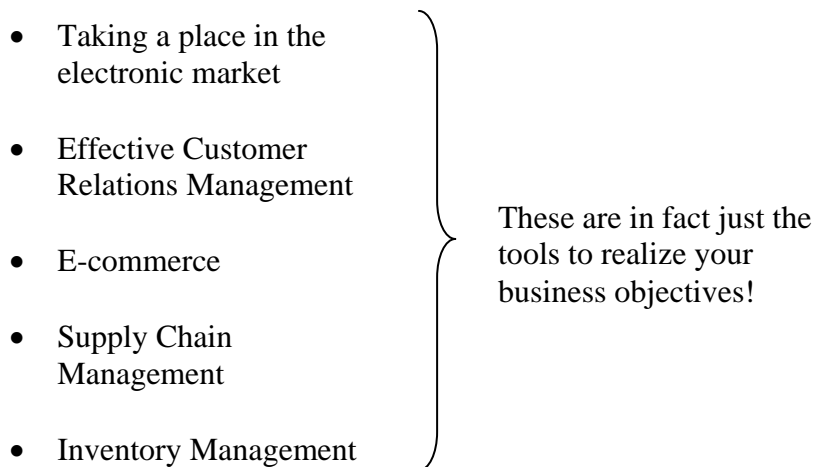 • Taking a place in the
electronic market
• Effective Customer
Relations Management
• E-commerce
• Supply Chain
Management
• Inventory Management
These are in fact just the
tools to realize your
business objectives!